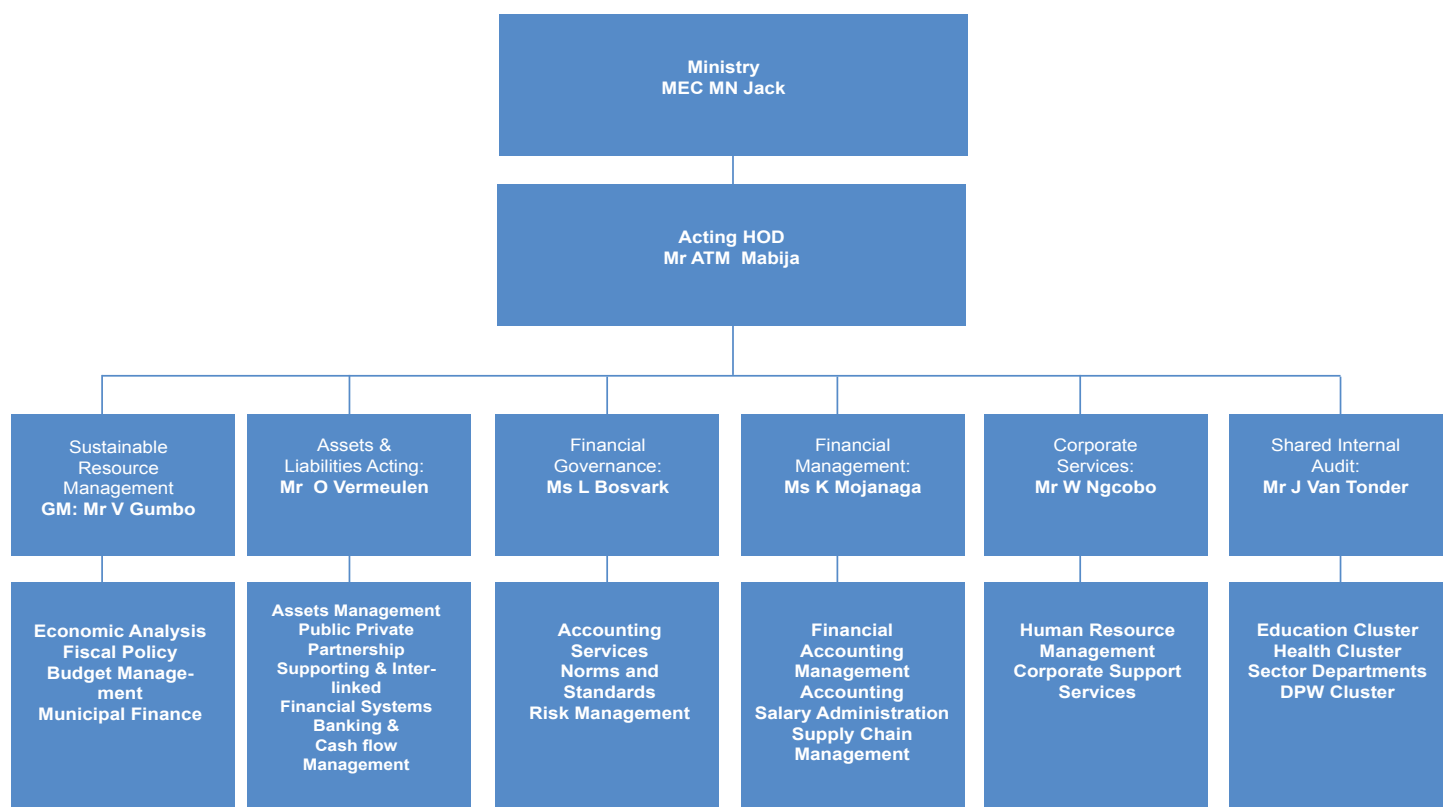 Ministry
MEC MN Jack
Acting HOD
Mr ATM Mabija
Sustainable
Resource
Management
GM: Mr V Gumbo
Assets &
Liabilities Acting:
Mr O Vermeulen
Financial
Governance:
Ms L Bosvark
Financial
Management:
Ms K Mojanaga
Corporate
Services:
Mr W Ngcobo
Shared Internal
Audit:
Mr J Van Tonder
Economic Analysis
Fiscal Policy
Budget Manage-
ment
Municipal Finance
Assets Management
Public Private
Partnership
Supporting & Inter-
linked
Financial Systems
Banking &
Cash flow
Management
Accounting
Services
Norms and
Standards
Risk Management
Financial
Accounting
Management
Accounting
Salary Administration
Supply Chain
Management
Human Resource
Management
Corporate Support
Services
Education Cluster
Health Cluster
Sector Departments
DPW Cluster